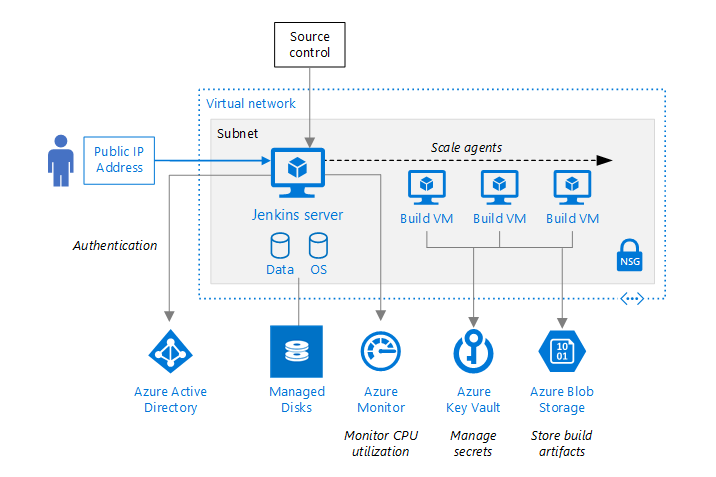 Source
control
Virtual network
Subnet
Public IP
Address
Scale agents
Jenkins server
Build VM
Build VM
Build VM
Authentication
Data
OS
NSG
10
01
Azure Active
Directory
Managed
Disks
Azure
Monitor
Azure
Key Vault
Azure Blob
Storage
Monitor CPU
utilization
Manage
secrets
Store build
artifacts